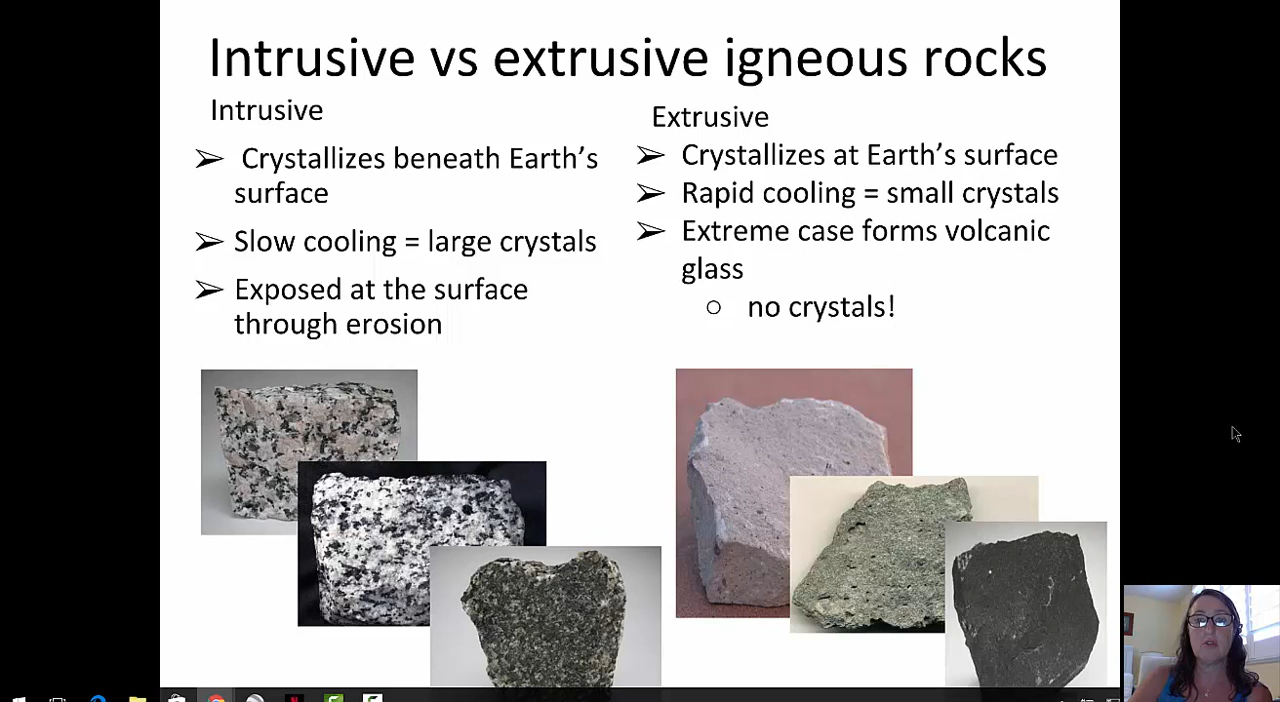 Intrusive vs extrusive igneous rocks
Intrusive
➢ Crystallizes beneath Earth’s
surface
➢ Slow cooling = large crystals
➢ Exposed at the surface
through erosion
Extrusive
➢ Crystallizes at Earth’s surface
➢ Rapid cooling = small crystals
➢ Extreme case forms volcanic
glass
○ no crystals!